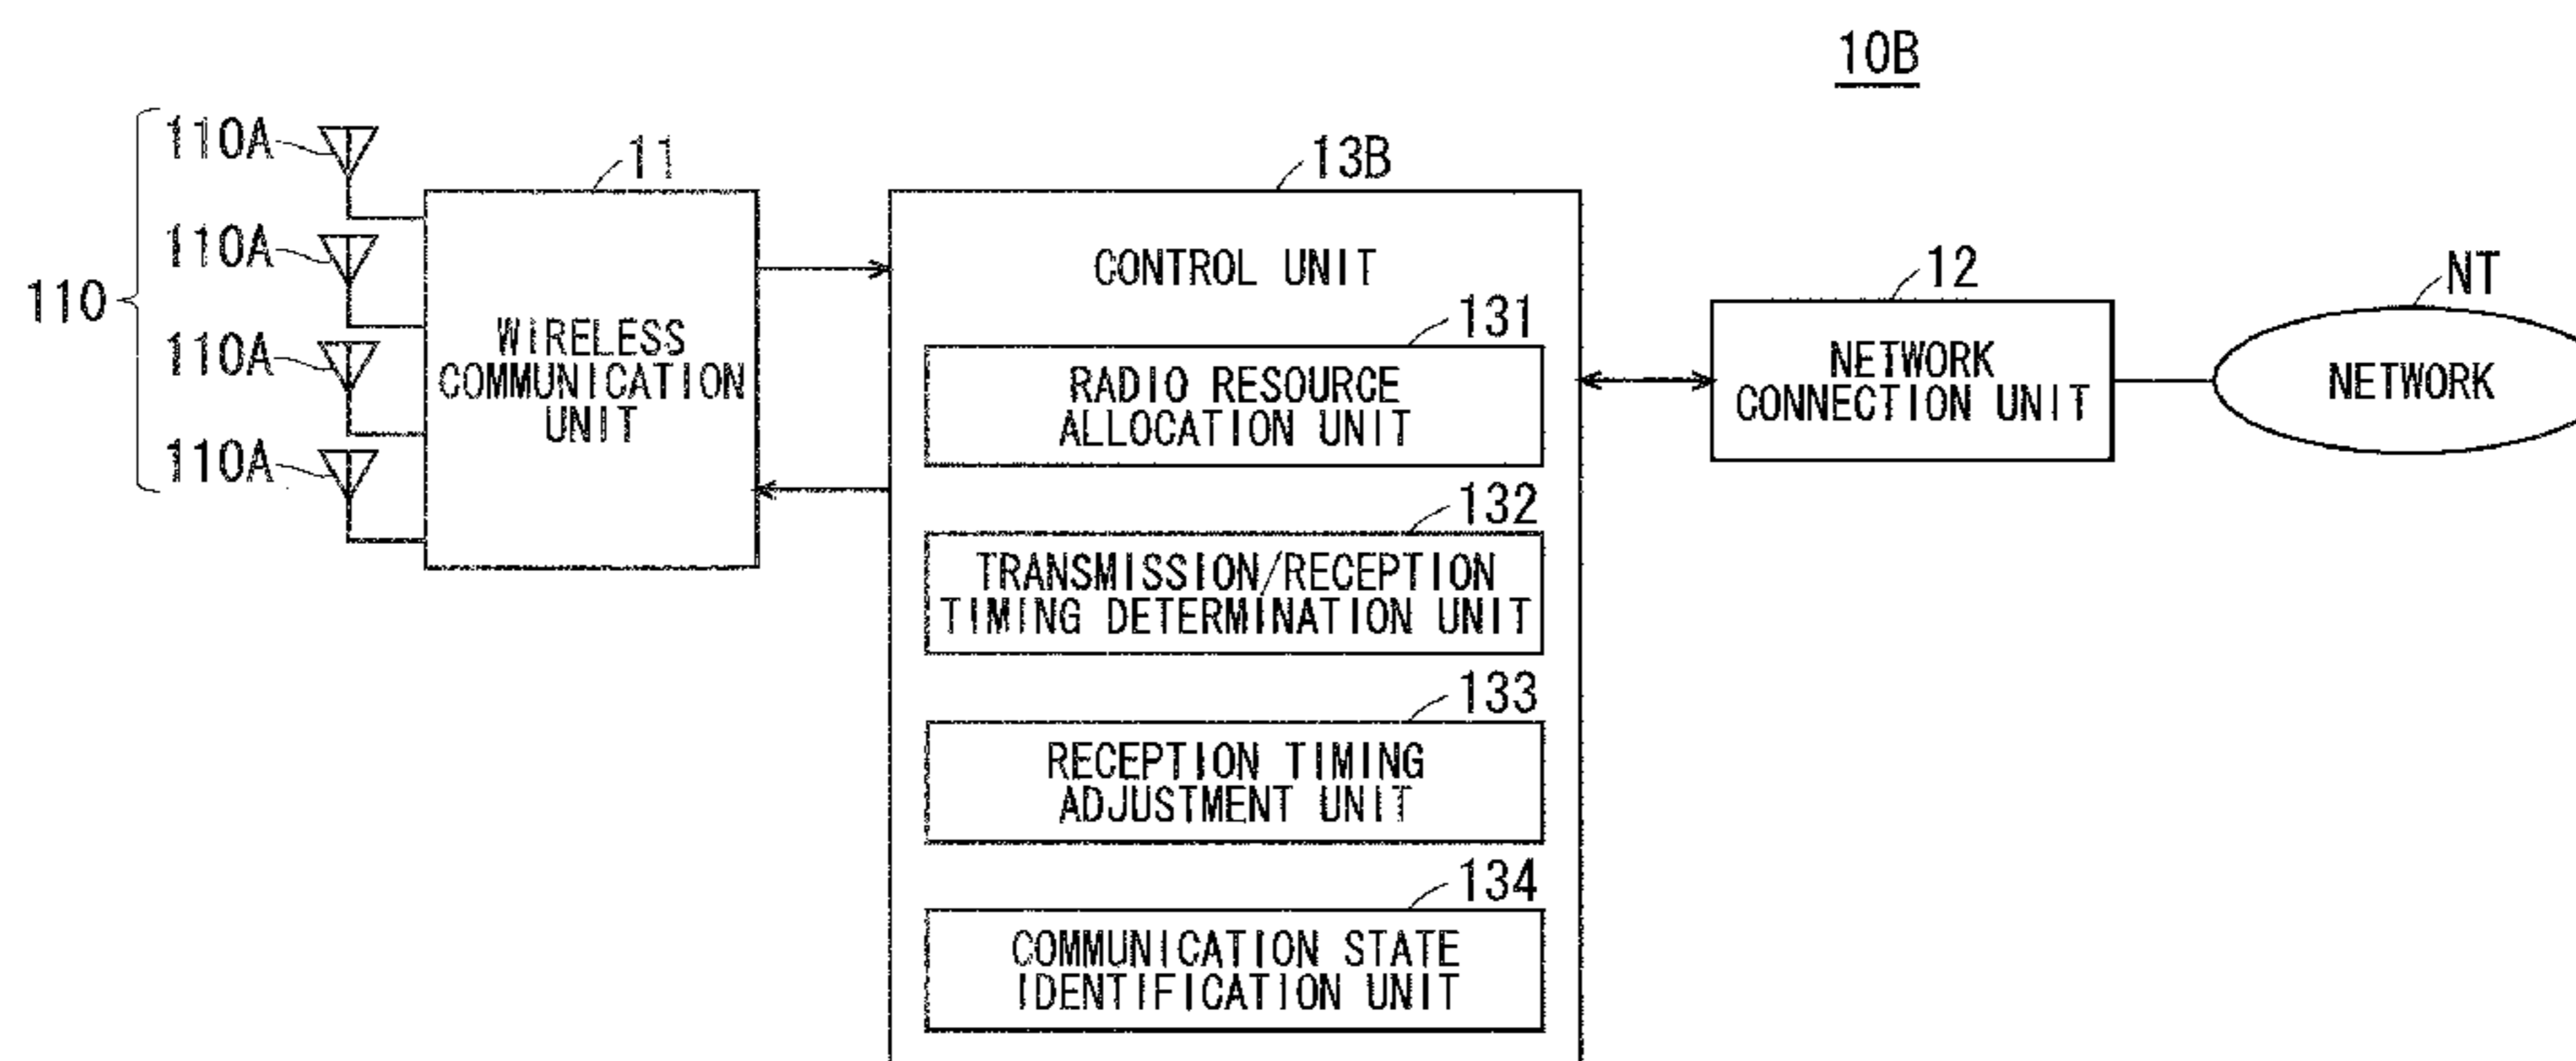 10B
110
110A
110A
110A
110A
11
WIRELESS
COMMUNICATION
UNIT
13B
CONTROL UNIT
131
RADIO RESOURCE
ALLOCATION UNIT
132
TRANSMISSION/RECEPTION
TIMING DETERMINATION UNIT
133
RECEPTION TIMING
ADJUSTMENT UNIT
134
COMMUNICATION STATE
IDENTIFICATION UNIT
12
NETWORK
CONNECTION UNIT
NT
NETWORK